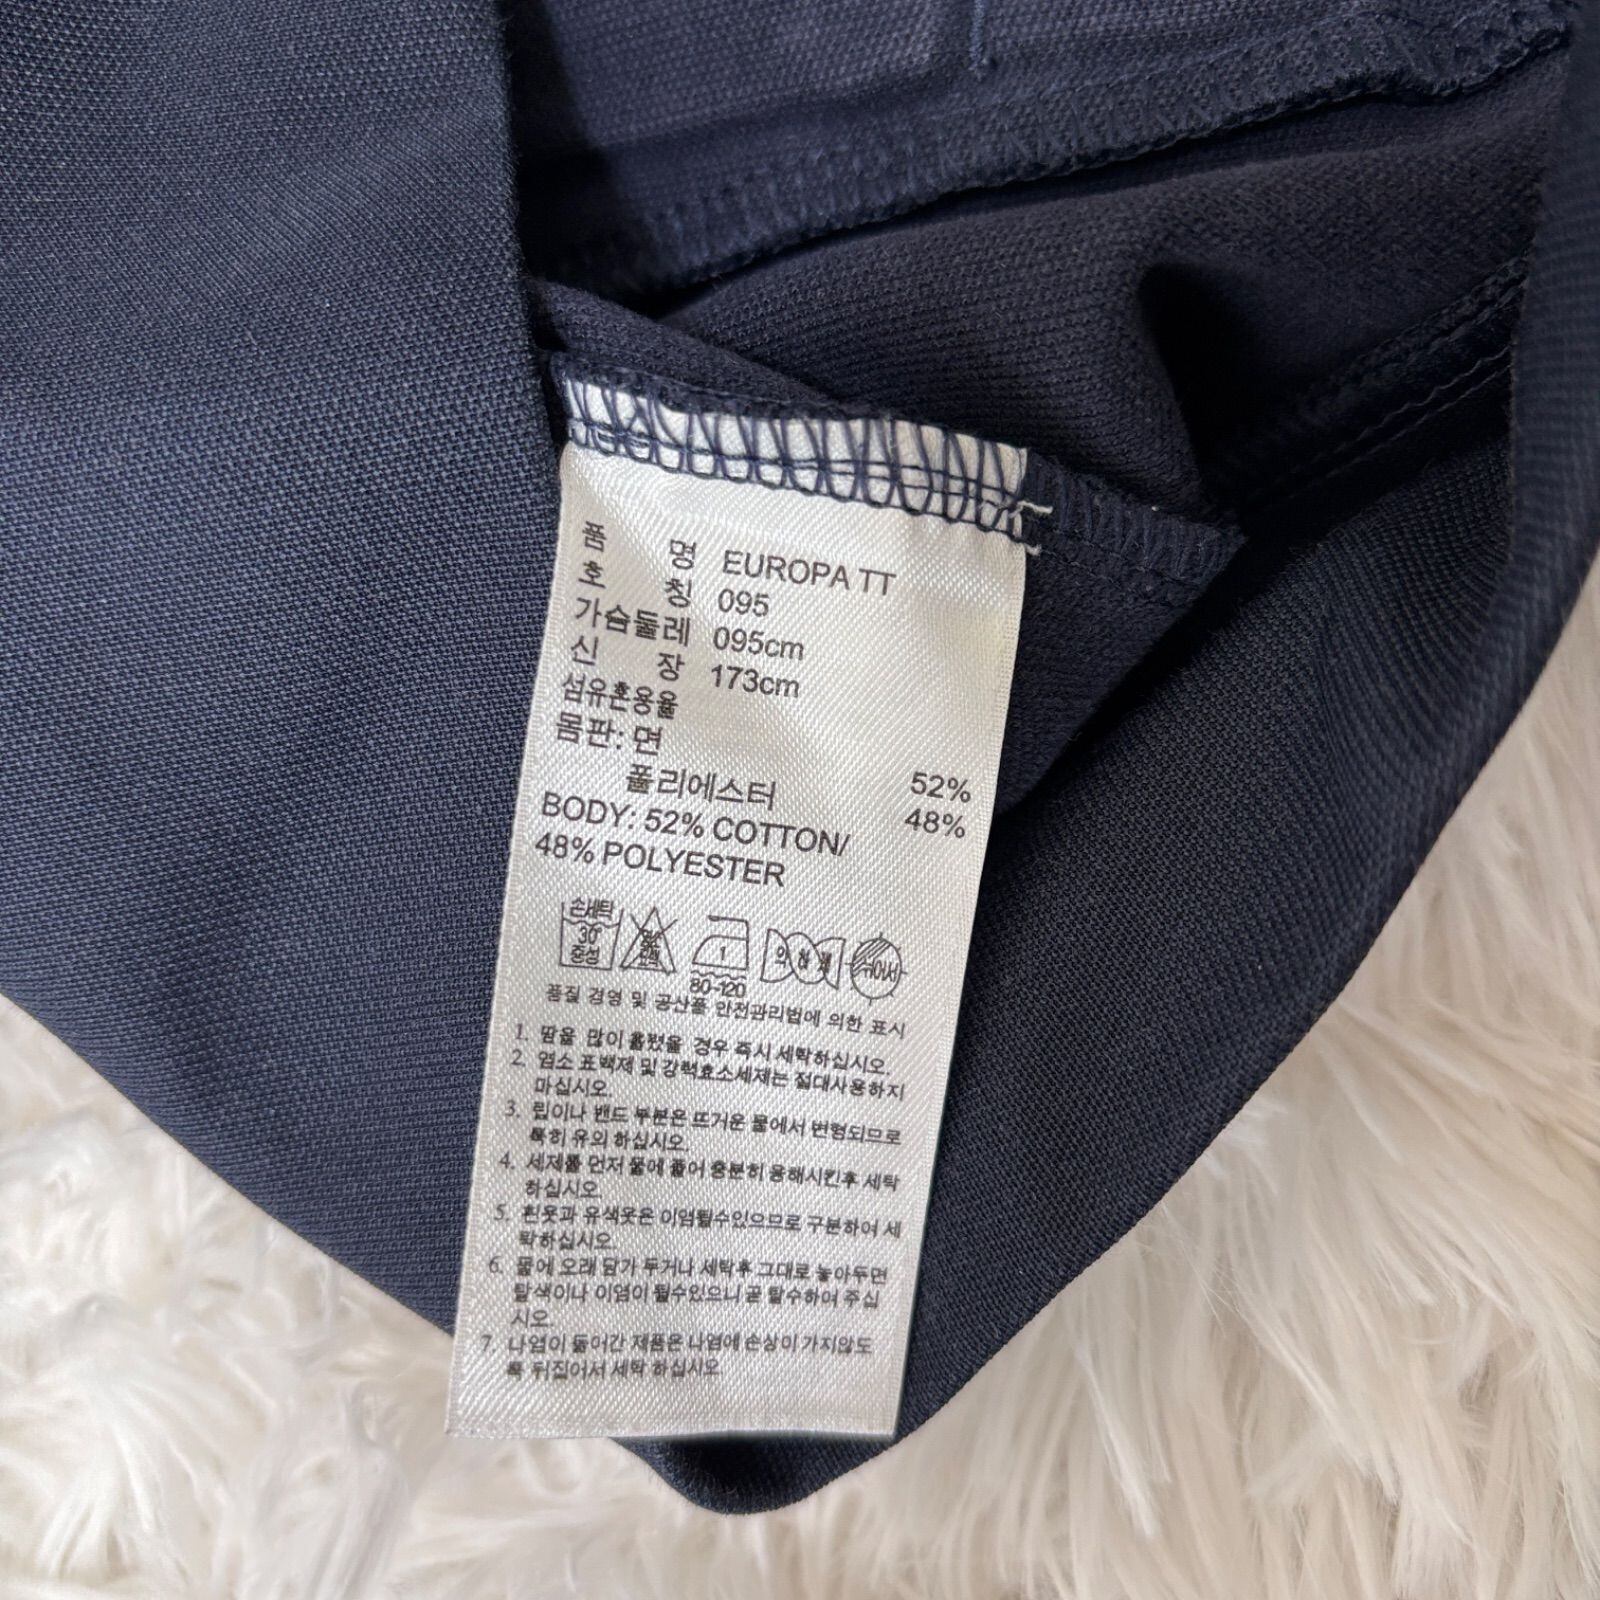 품 명 EUROPA TT
호 칭 095
가슴둘레 095cm
신 장 173cm
섬유혼용율
몸판: 면 52%
폴리에스터 48%
BODY: 52% COTTON/
48% POLYESTER
손세탁
30°
중성
1
80-120
품질 경영 및 공산품 안전관리법에 의한 표시
1. 땀을 많이 흘렸을 경우 즉시 세탁하십시오.
2. 염소 표백제 및 강력효소세제는 절대사용하지
마십시오.
3. 립이나 밴드 부분은 뜨거운 물에서 변형되므로
특히 유의 하십시오.
4. 세제를 먼저 물에 풀어 충분히 용해시킨후 세탁
하십시오.
5. 흰옷과 유색옷은 이염될수있으므로 구분하여 세
탁하십시오.
6. 물에 오래 담가 두거나 세탁후 그대로 놓아두면
탈색이나 이염이 될수있으니 곧 탈수하여 주십
시오.
7. 나염이 들어간 제품은 나염에 손상이 가지않도
록 뒤집어서 세탁 하십시오